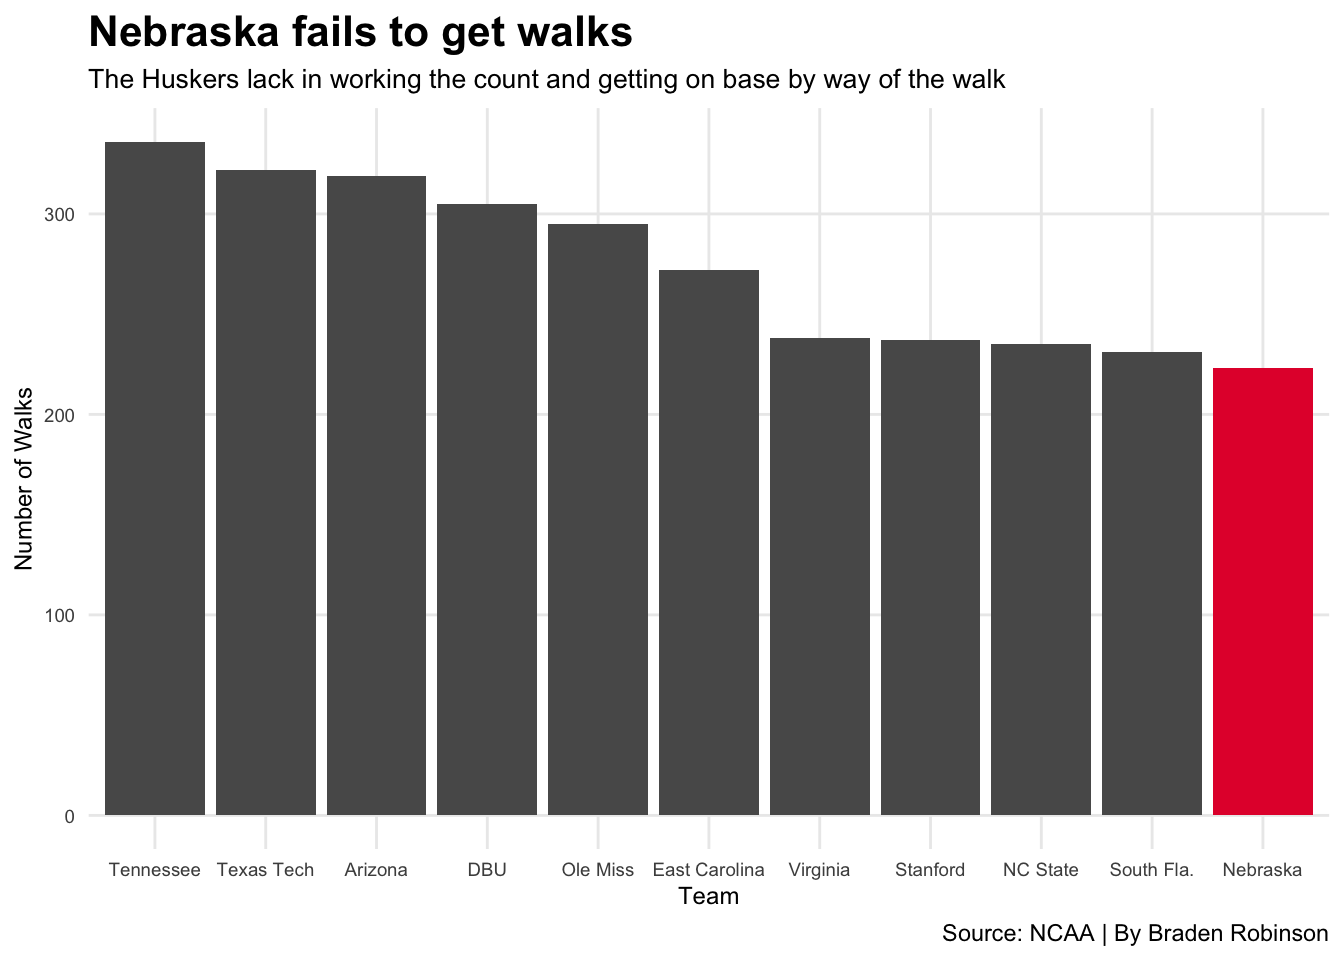 Nebraska fails to get walks
The Huskers lack in working the count and getting on base by way of the walk
Number of Walks
300
200
100
0
Tennessee Texas Tech Arizona DBU Ole Miss East Carolina Virginia Stanford NC State South Fla. Nebraska
Team
Source: NCAA | By Braden Robinson